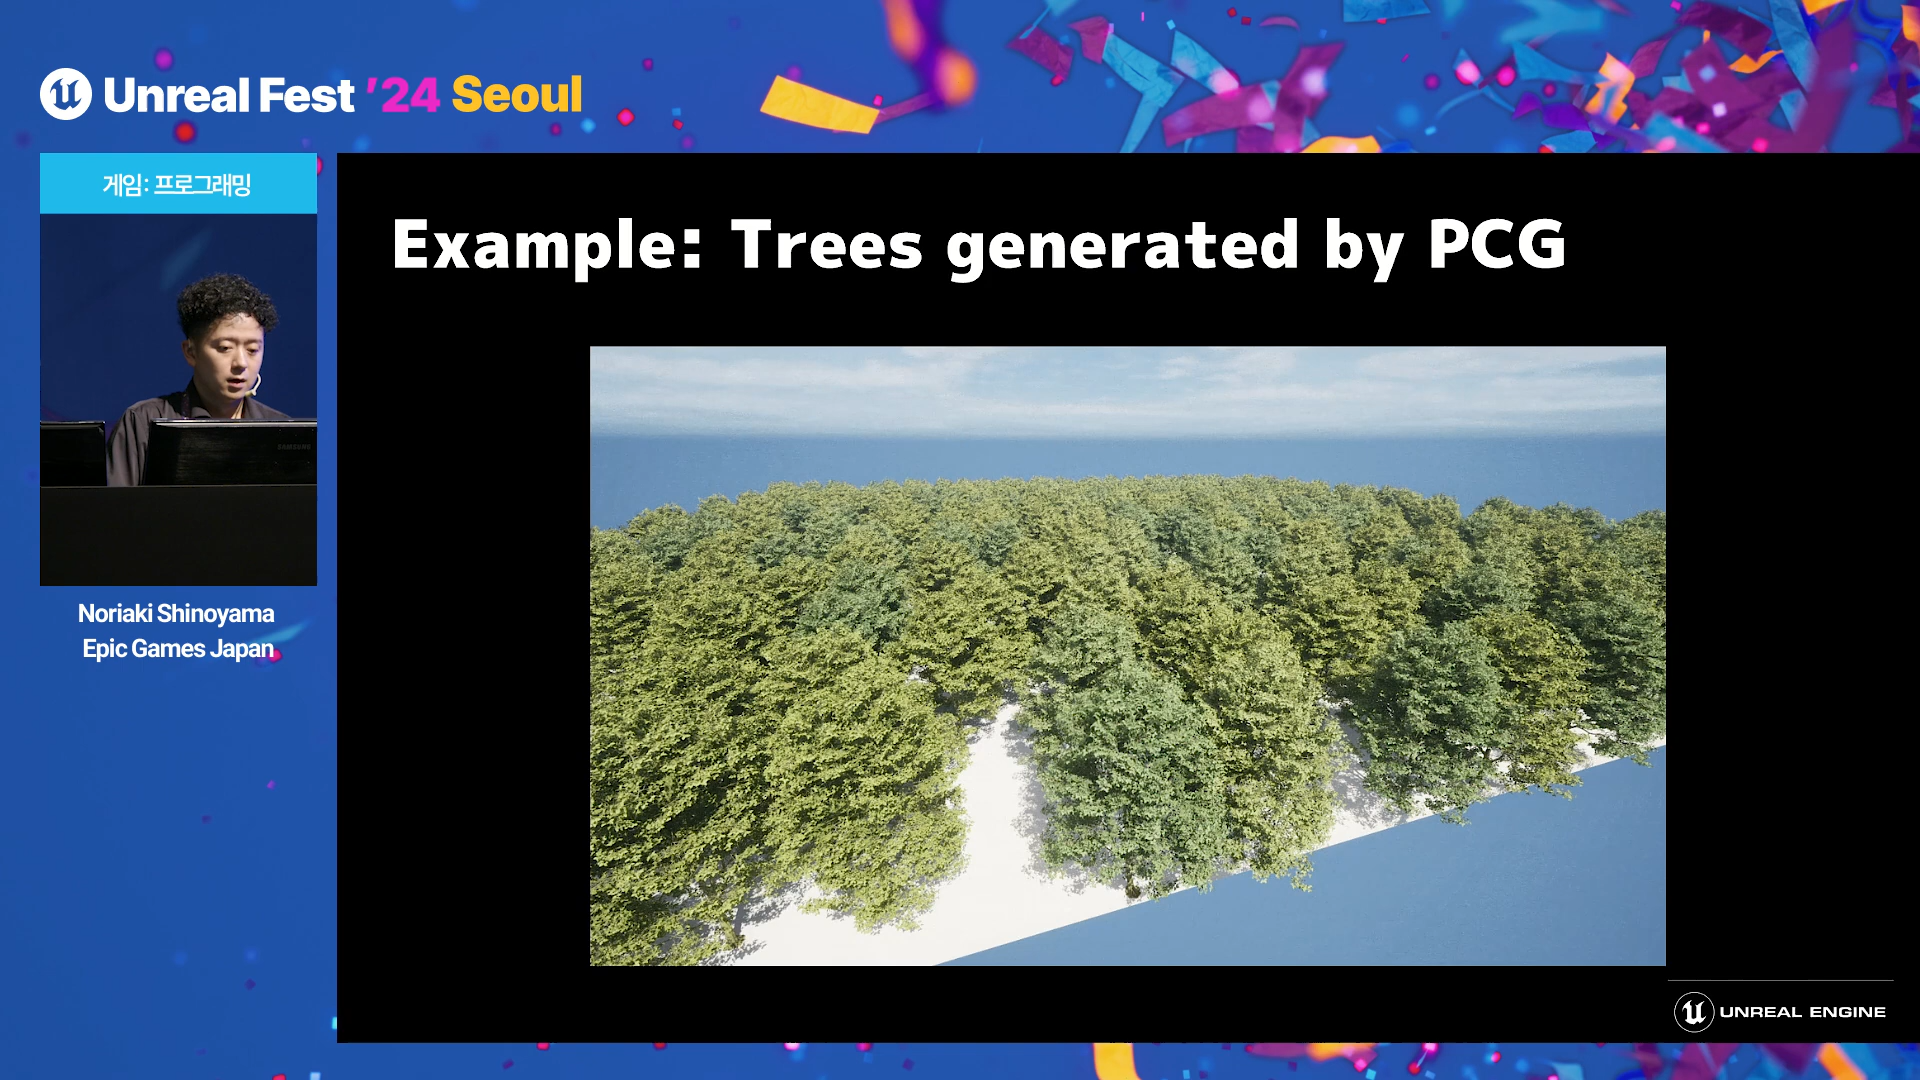 Unreal Fest '24 Seoul
게임: 프로그래밍
Example: Trees generated by PCG
SAMSUNG
Noriaki Shinoyama
Epic Games Japan
UNREAL ENGINE